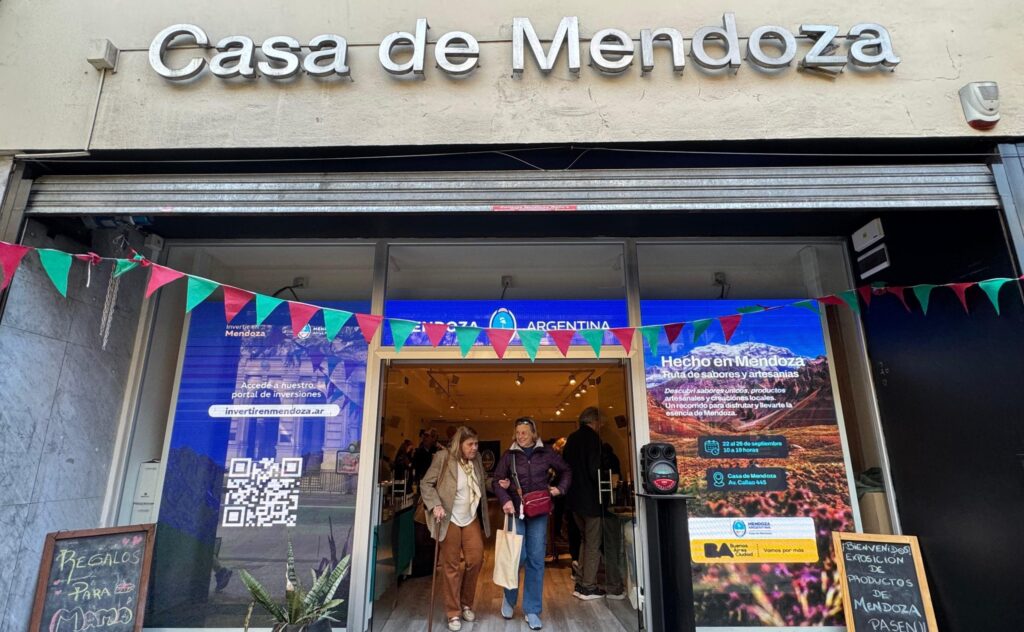 Casa de Mendoza
Invertir en
Mendoza
MENDOZA
ARGENTINA
Accedé a nuestro
portal de inversiones
invertirenmendoza.ar
MENDOZA ARGENTINA
Hecho en Mendoza
Ruta de sabores y artesanías
Descubrí sabores únicos, productos
artesanales y creaciones locales.
Un recorrido para disfrutar y llevarte la
esencia de Mendoza.
22 al 26 de septiembre
10 a 19 horas
Casa de Mendoza
Av. Callao 445
MENDOZA
ARGENTINA
BA Buenos
Aires
Ciudad
Vamos por más
REGALOS
PARA
MAMÁ
BIENVENIDOS
EXPOSICIÓN
DE
PRODUCTOS
DE
MENDOZA
PASEN!